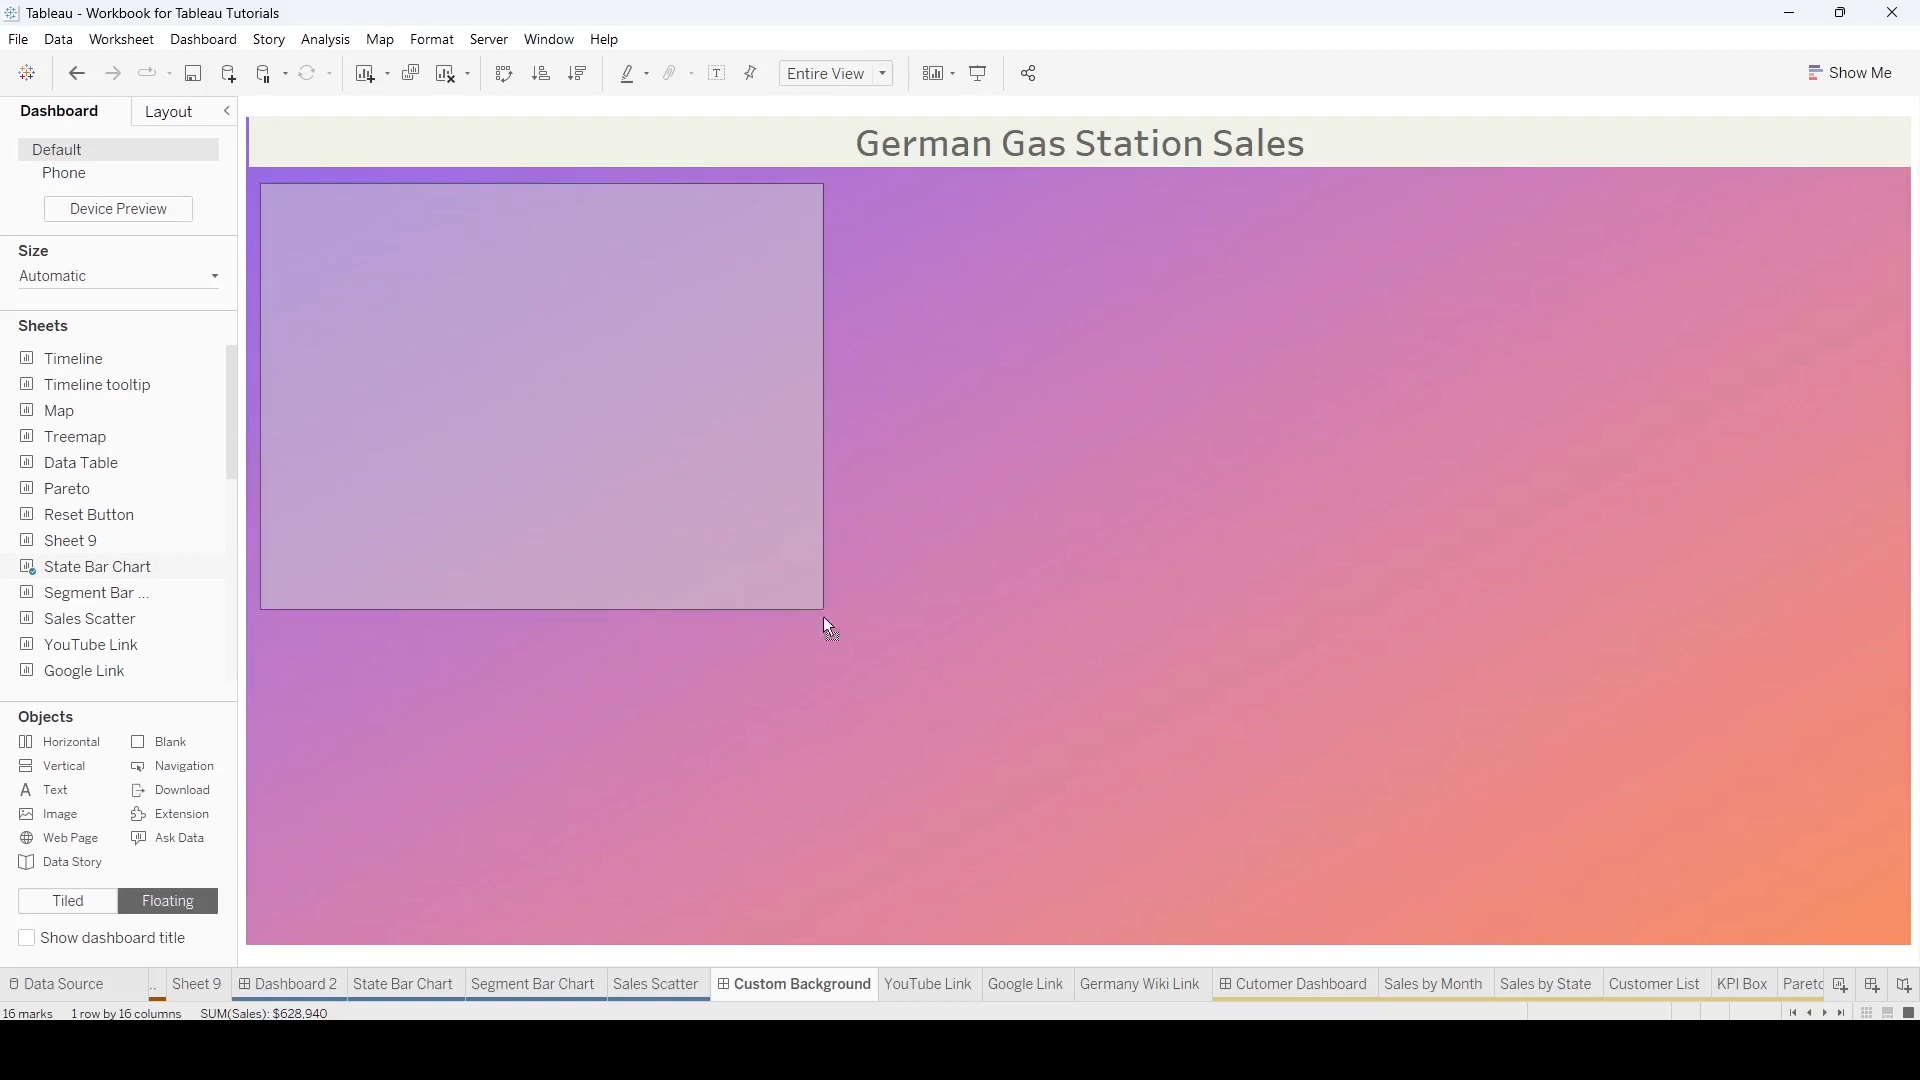 Tableau - Workbook for Tableau Tutorials
File Data Worksheet Dashboard Story Analysis Map Format Server Window Help
Entire View
Show Me
Dashboard Layout
Default
Phone
Device Preview
Size
Automatic
Sheets
Timeline
Timeline tooltip
Map
Treemap
Data Table
Pareto
Reset Button
Sheet 9
State Bar Chart
Segment Bar ...
Sales Scatter
YouTube Link
Google Link
Objects
Horizontal Blank
Vertical Navigation
Text Download
Image Extension
Web Page Ask Data
Data Story
Tiled Floating
Show dashboard title
German Gas Station Sales
Data Source .. Sheet 9 Dashboard 2 State Bar Chart Segment Bar Chart Sales Scatter Custom Background YouTube Link Google Link Germany Wiki Link Cutomer Dashboard Sales by Month Sales by State Customer List KPI Box Pareto
16 marks 1 row by 16 columns SUM(Sales): $628,940